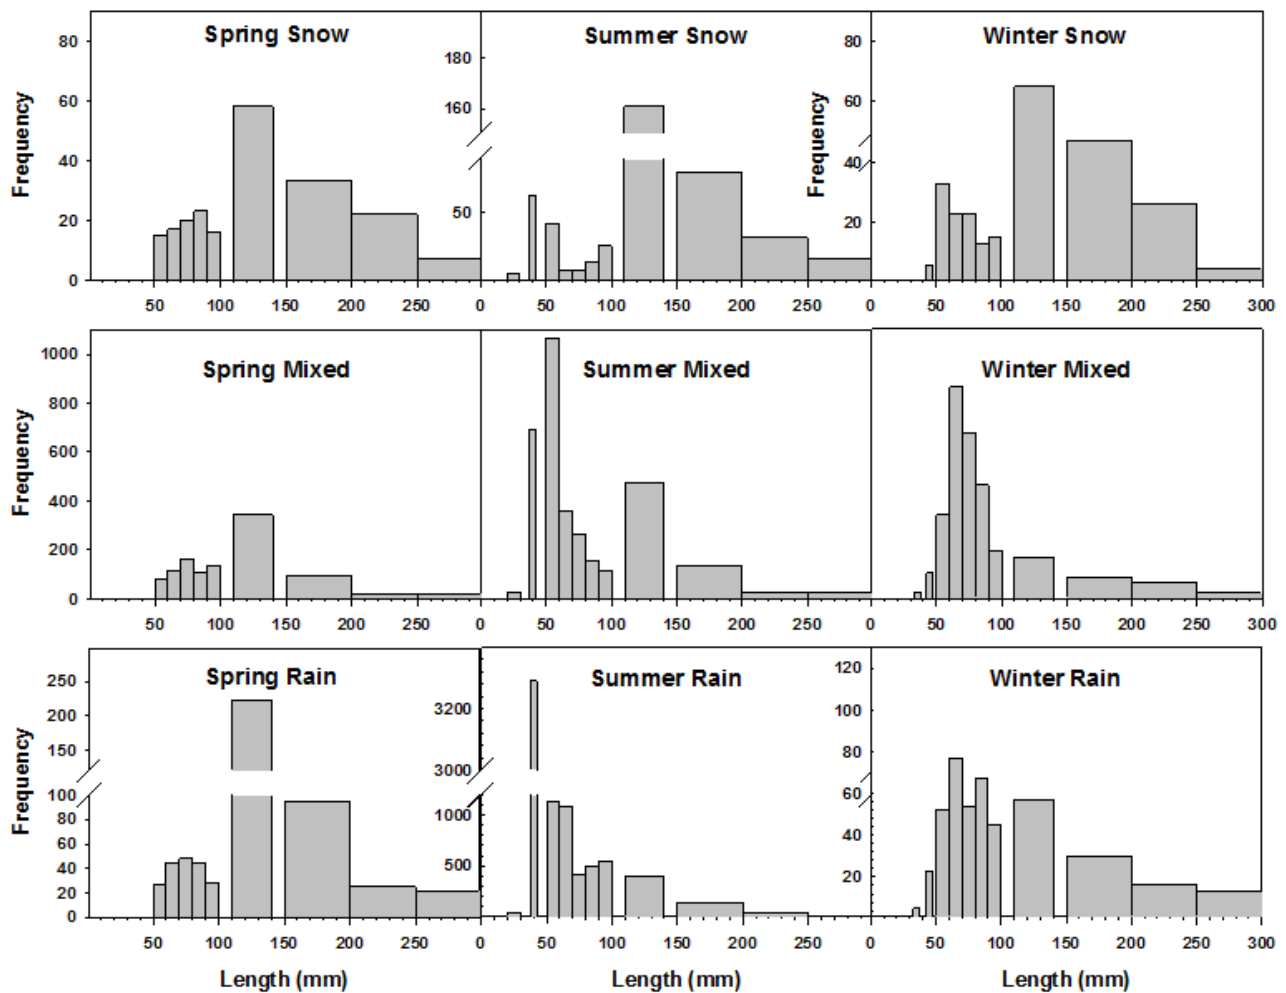 Spring Snow
Summer Snow
Winter Snow
Frequency
80
60
40
20
0
180
160
50
Frequency
80
60
40
20
50 100 150 200 250 0 50 100 150 200 250 0 50 100 150 200 250 300
Spring Mixed
Summer Mixed
Winter Mixed
Frequency
1000
800
600
400
200
0
50 100 150 200 250 0 50 100 150 200 250 0 50 100 150 200 250 300
Spring Rain
Summer Rain
Winter Rain
Frequency
250
200
150
100
80
60
40
20
0
3200
3000
1000
500
120
100
80
60
40
20
50 100 150 200 250 0 50 100 150 200 250 0 50 100 150 200 250 300
Length (mm)
Length (mm)
Length (mm)